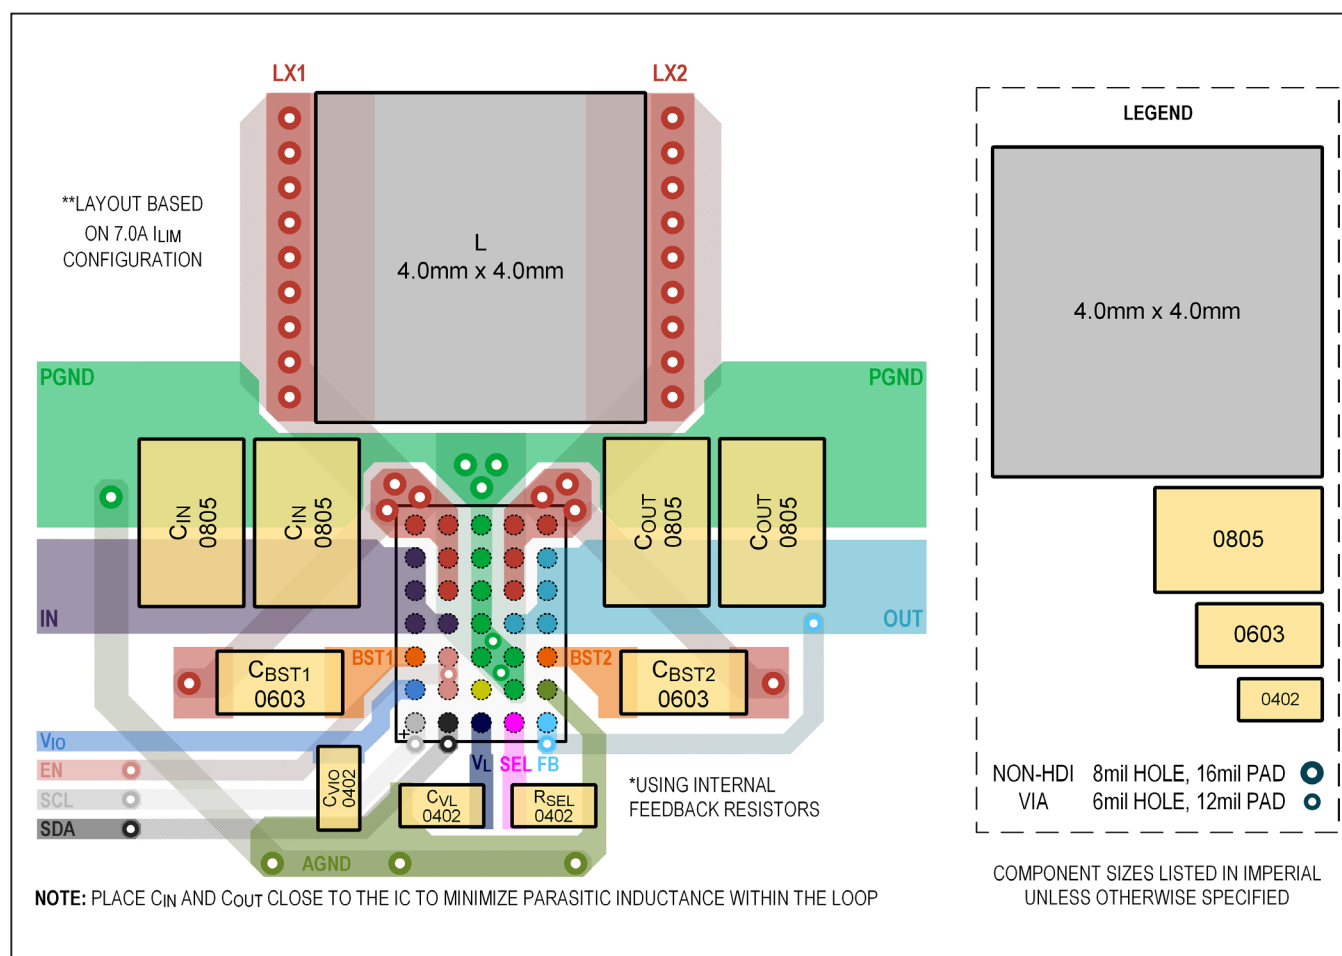 LX1
LX2
LEGEND
**LAYOUT BASED
ON 7.0A ILIM
CONFIGURATION
L
4.0mm x 4.0mm
4.0mm x 4.0mm
PGND
PGND
CIN
0805
CIN
0805
COUT
0805
COUT
0805
0805
IN
OUT
0603
BST1
BST2
CBST1
0603
CBST2
0603
0402
+
VIO
EN
SCL
SDA
CVIO
0402
VL
SEL
FB
CVL
0402
RSEL
0402
*USING INTERNAL
FEEDBACK RESISTORS
NON-HDI 8mil HOLE, 16mil PAD
VIA 6mil HOLE, 12mil PAD
AGND
NOTE: PLACE CIN AND COUT CLOSE TO THE IC TO MINIMIZE PARASITIC INDUCTANCE WITHIN THE LOOP
COMPONENT SIZES LISTED IN IMPERIAL
UNLESS OTHERWISE SPECIFIED